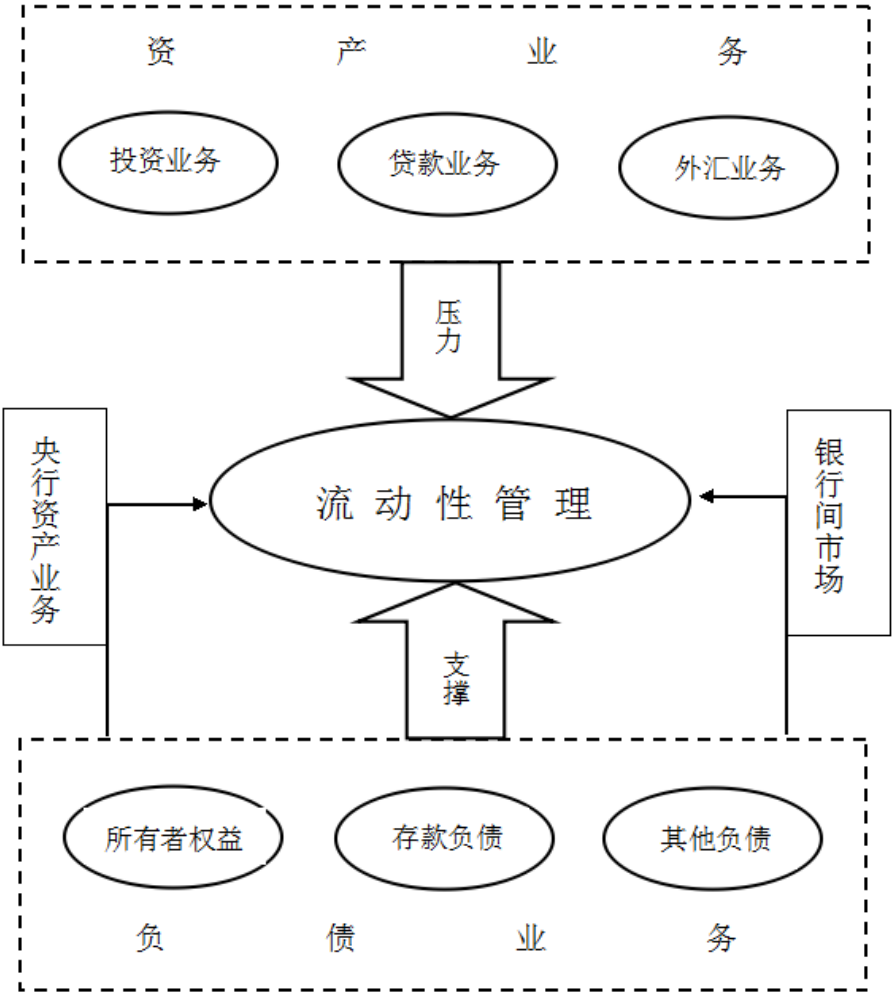 资产业务
投资业务
贷款业务
外汇业务
压力
央行资产业务
流动性管理
银行间市场
支撑
所有者权益
存款负债
其他负债
负债业务